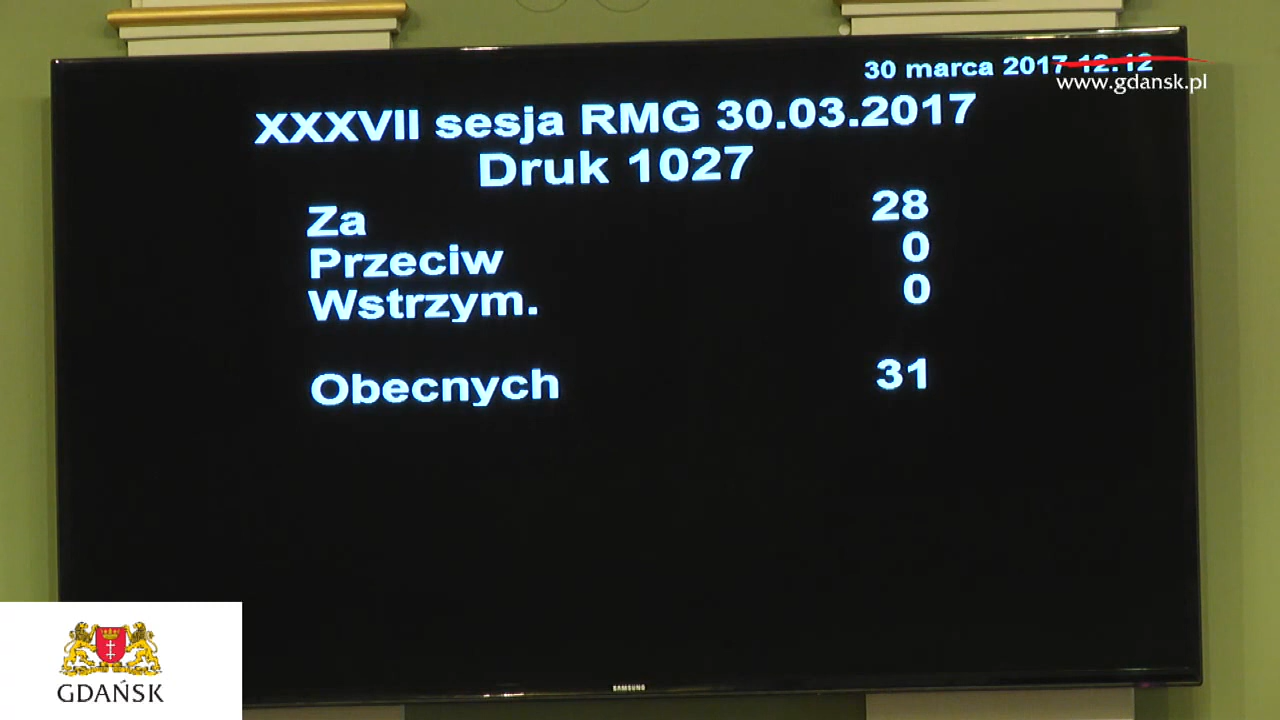 30 marca 2017 12:12
www.gdansk.pl
XXXVII sesja RMG 30.03.2017
Druk 1027
Za 28
Przeciw 0
Wstrzym. 0
Obecnych 31
SAMSUNG
GDAŃSK